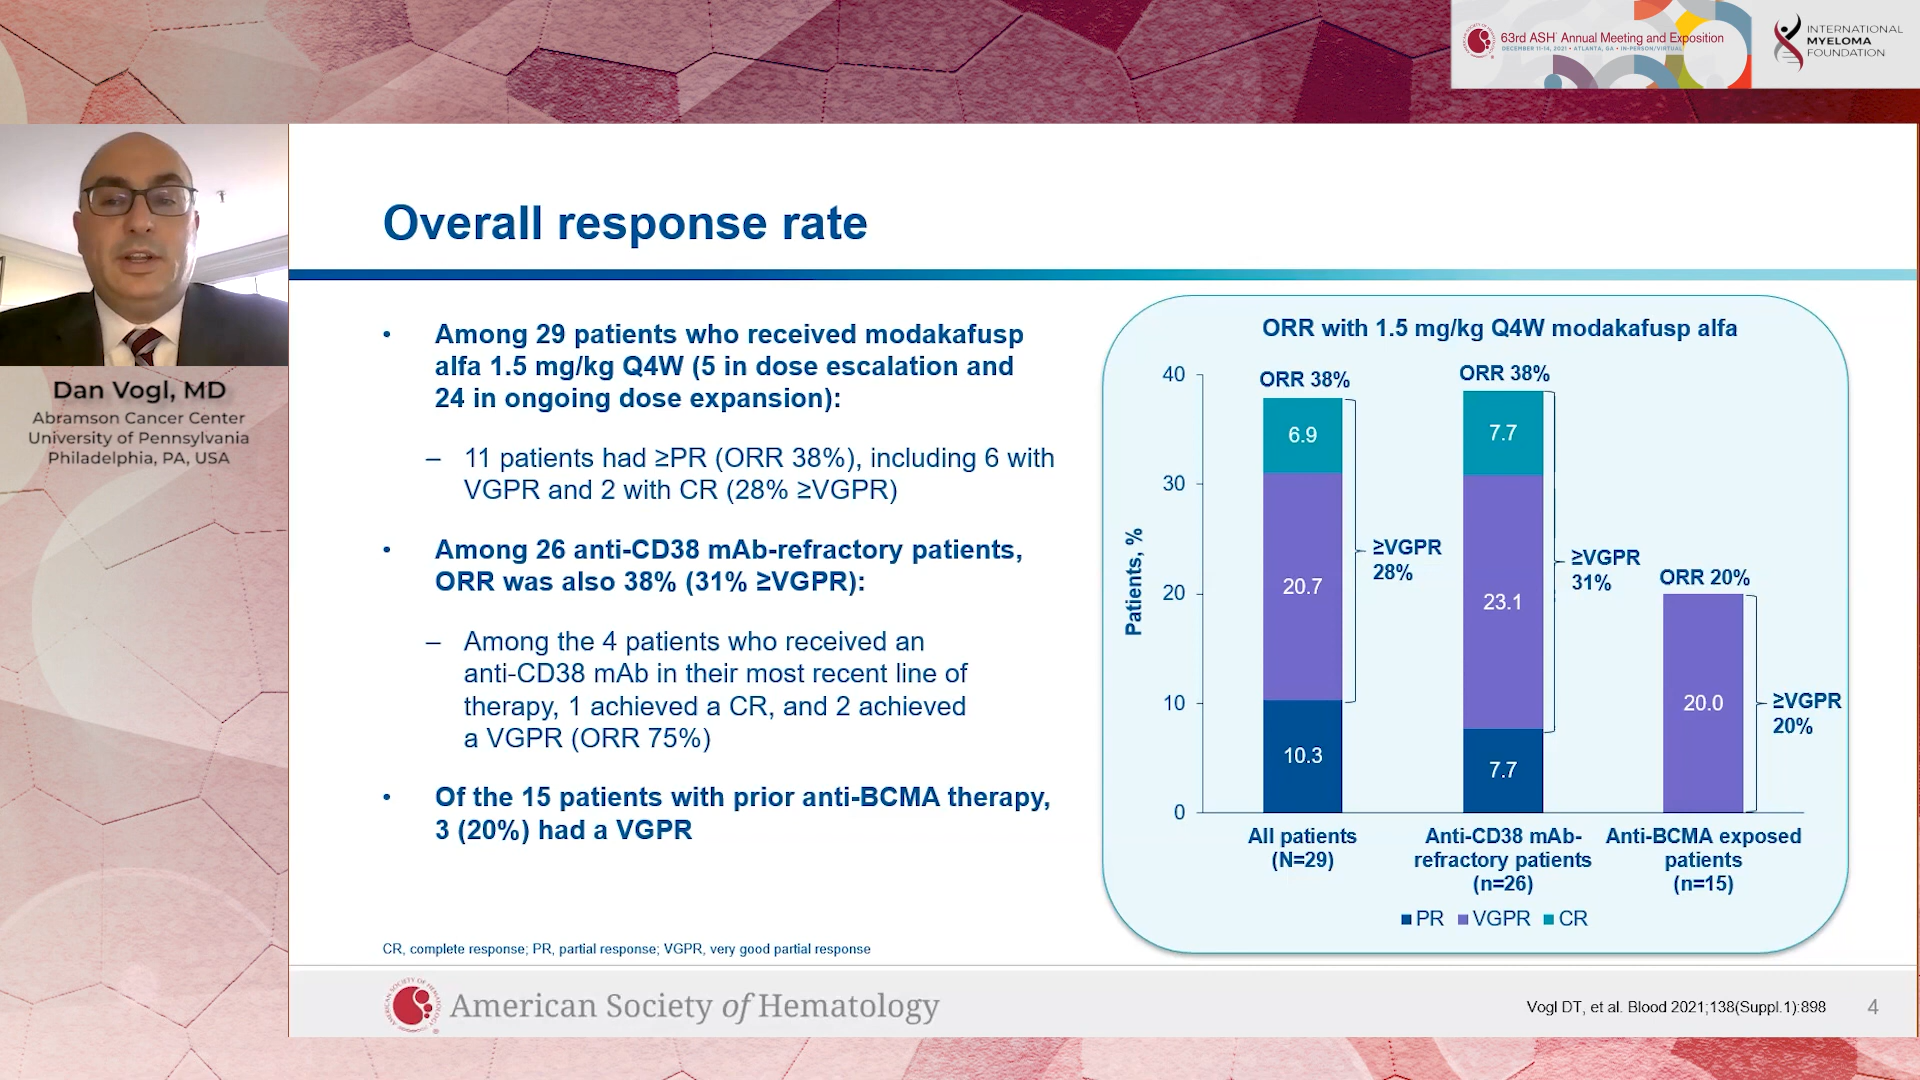 63rd ASH Annual Meeting and Exposition
DECEMBER 11-14, 2021 • ATLANTA, GA • IN-PERSON/VIRTUAL
INTERNATIONAL
MYELOMA
FOUNDATION
Dan Vogl, MD
Abramson Cancer Center
University of Pennsylvania
Philadelphia, PA, USA
Overall response rate
• Among 29 patients who received modakafusp
alfa 1.5 mg/kg Q4W (5 in dose escalation and
24 in ongoing dose expansion):
– 11 patients had ≥PR (ORR 38%), including 6 with
VGPR and 2 with CR (28% ≥VGPR)
• Among 26 anti-CD38 mAb-refractory patients,
ORR was also 38% (31% ≥VGPR):
– Among the 4 patients who received an
anti-CD38 mAb in their most recent line of
therapy, 1 achieved a CR, and 2 achieved
a VGPR (ORR 75%)
• Of the 15 patients with prior anti-BCMA therapy,
3 (20%) had a VGPR
CR, complete response; PR, partial response; VGPR, very good partial response
ORR with 1.5 mg/kg Q4W modakafusp alfa
Patients, %
40
30
20
10
0
ORR 38%
6.9
20.7
10.3
≥VGPR
28%
ORR 38%
7.7
23.1
7.7
≥VGPR
31%
ORR 20%
20.0
≥VGPR
20%
All patients
(N=29)
Anti-CD38 mAb-
refractory patients
(n=26)
Anti-BCMA exposed
patients
(n=15)
PR VGPR CR
American Society of Hematology
Vogl DT, et al. Blood 2021;138(Suppl.1):898
4